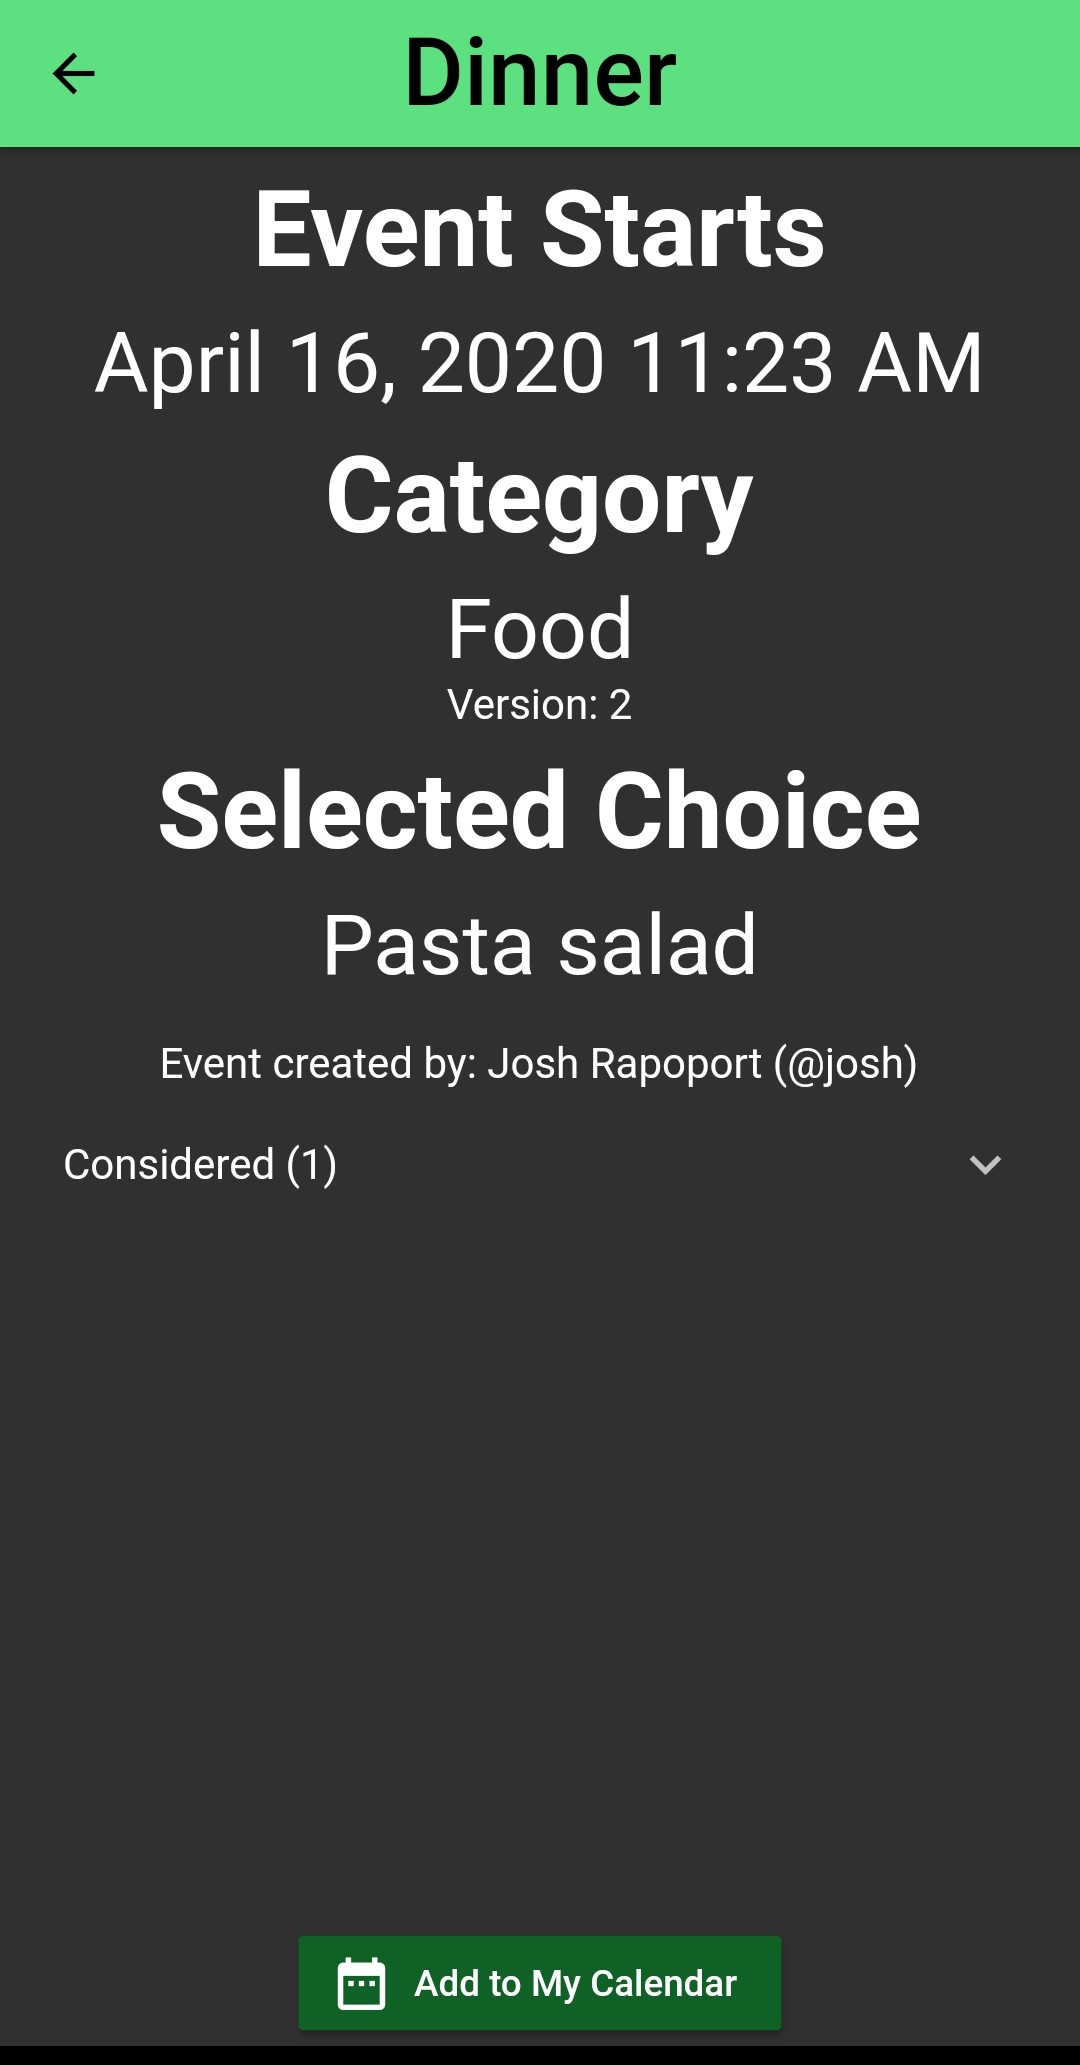 Dinner
Event Starts
April 16, 2020 11:23 AM
Category
Food
Version: 2
Selected Choice
Pasta salad
Event created by: Josh Rapoport (@josh)
Considered (1)
Add to My Calendar